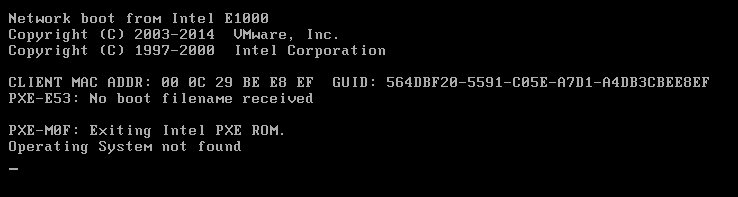 Network boot from Intel E1000
Copyright (C) 2003-2014  VMware, Inc.
Copyright (C) 1997-2000  Intel Corporation
CLIENT MAC ADDR: 00 0C 29 BE E8 EF  GUID: 564DBF20-5591-C05E-A7D1-A4DB3CBEE8EF
PXE-E53: No boot filename received
PXE-M0F: Exiting Intel PXE ROM.
Operating System not found